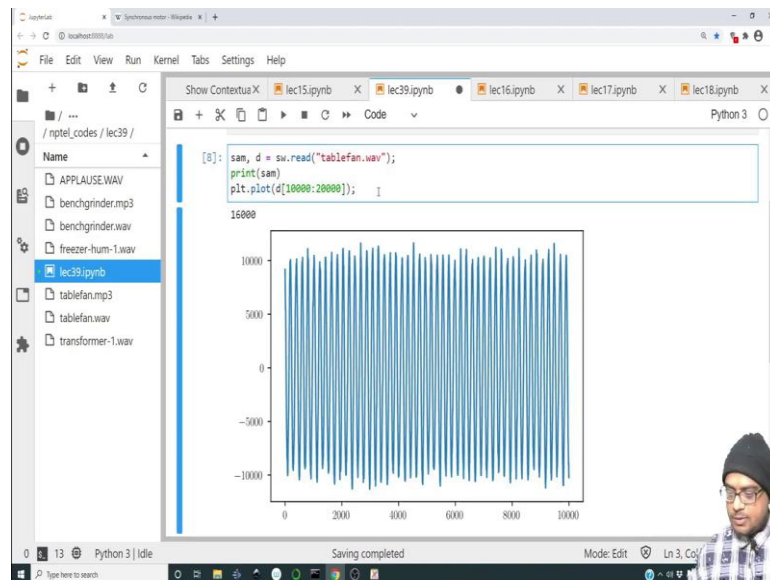 JupyterLab
Synchronous motor - Wikipedia
localhost:8888/lab
File Edit View Run Kernel Tabs Settings Help
Show Contextua
lec15.ipynb
lec39.ipynb
lec16.ipynb
lec17.ipynb
lec18.ipynb
Code
Python 3
/ ...
/ nptel_codes / lec39 /
Name
APPLAUSE.WAV
benchgrinder.mp3
benchgrinder.wav
freezer-hum-1.wav
lec39.ipynb
tablefan.mp3
tablefan.wav
transformer-1.wav
[8]: sam, d = sw.read("tablefan.wav");
print(sam)
plt.plot(d[10000:20000]);
16000
10000
5000
0
−5000
−10000
0 2000 4000 6000 8000 10000
0 13 Python 3 | Idle Saving completed Mode: Edit Ln 3, Col
Type here to search